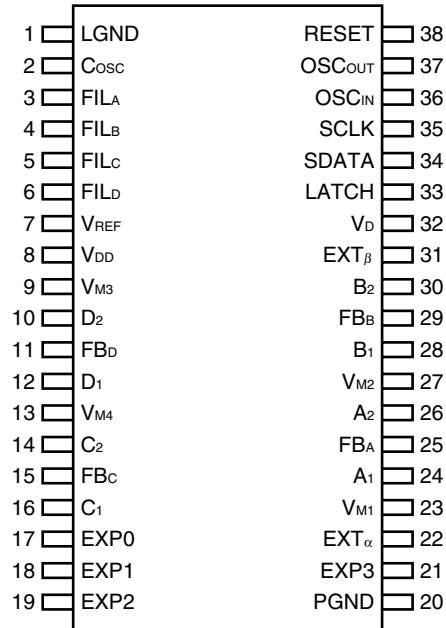 1 LGND RESET 38
2 COSC OSCOUT 37
3 FILA OSCIN 36
4 FILB SCLK 35
5 FILC SDATA 34
6 FILD LATCH 33
7 VREF VD 32
8 VDD EXTβ 31
9 VM3 B2 30
10 D2 FBB 29
11 FBD B1 28
12 D1 VM2 27
13 VM4 A2 26
14 C2 FBA 25
15 FBC A1 24
16 C1 VM1 23
17 EXP0 EXTα 22
18 EXP1 EXP3 21
19 EXP2 PGND 20